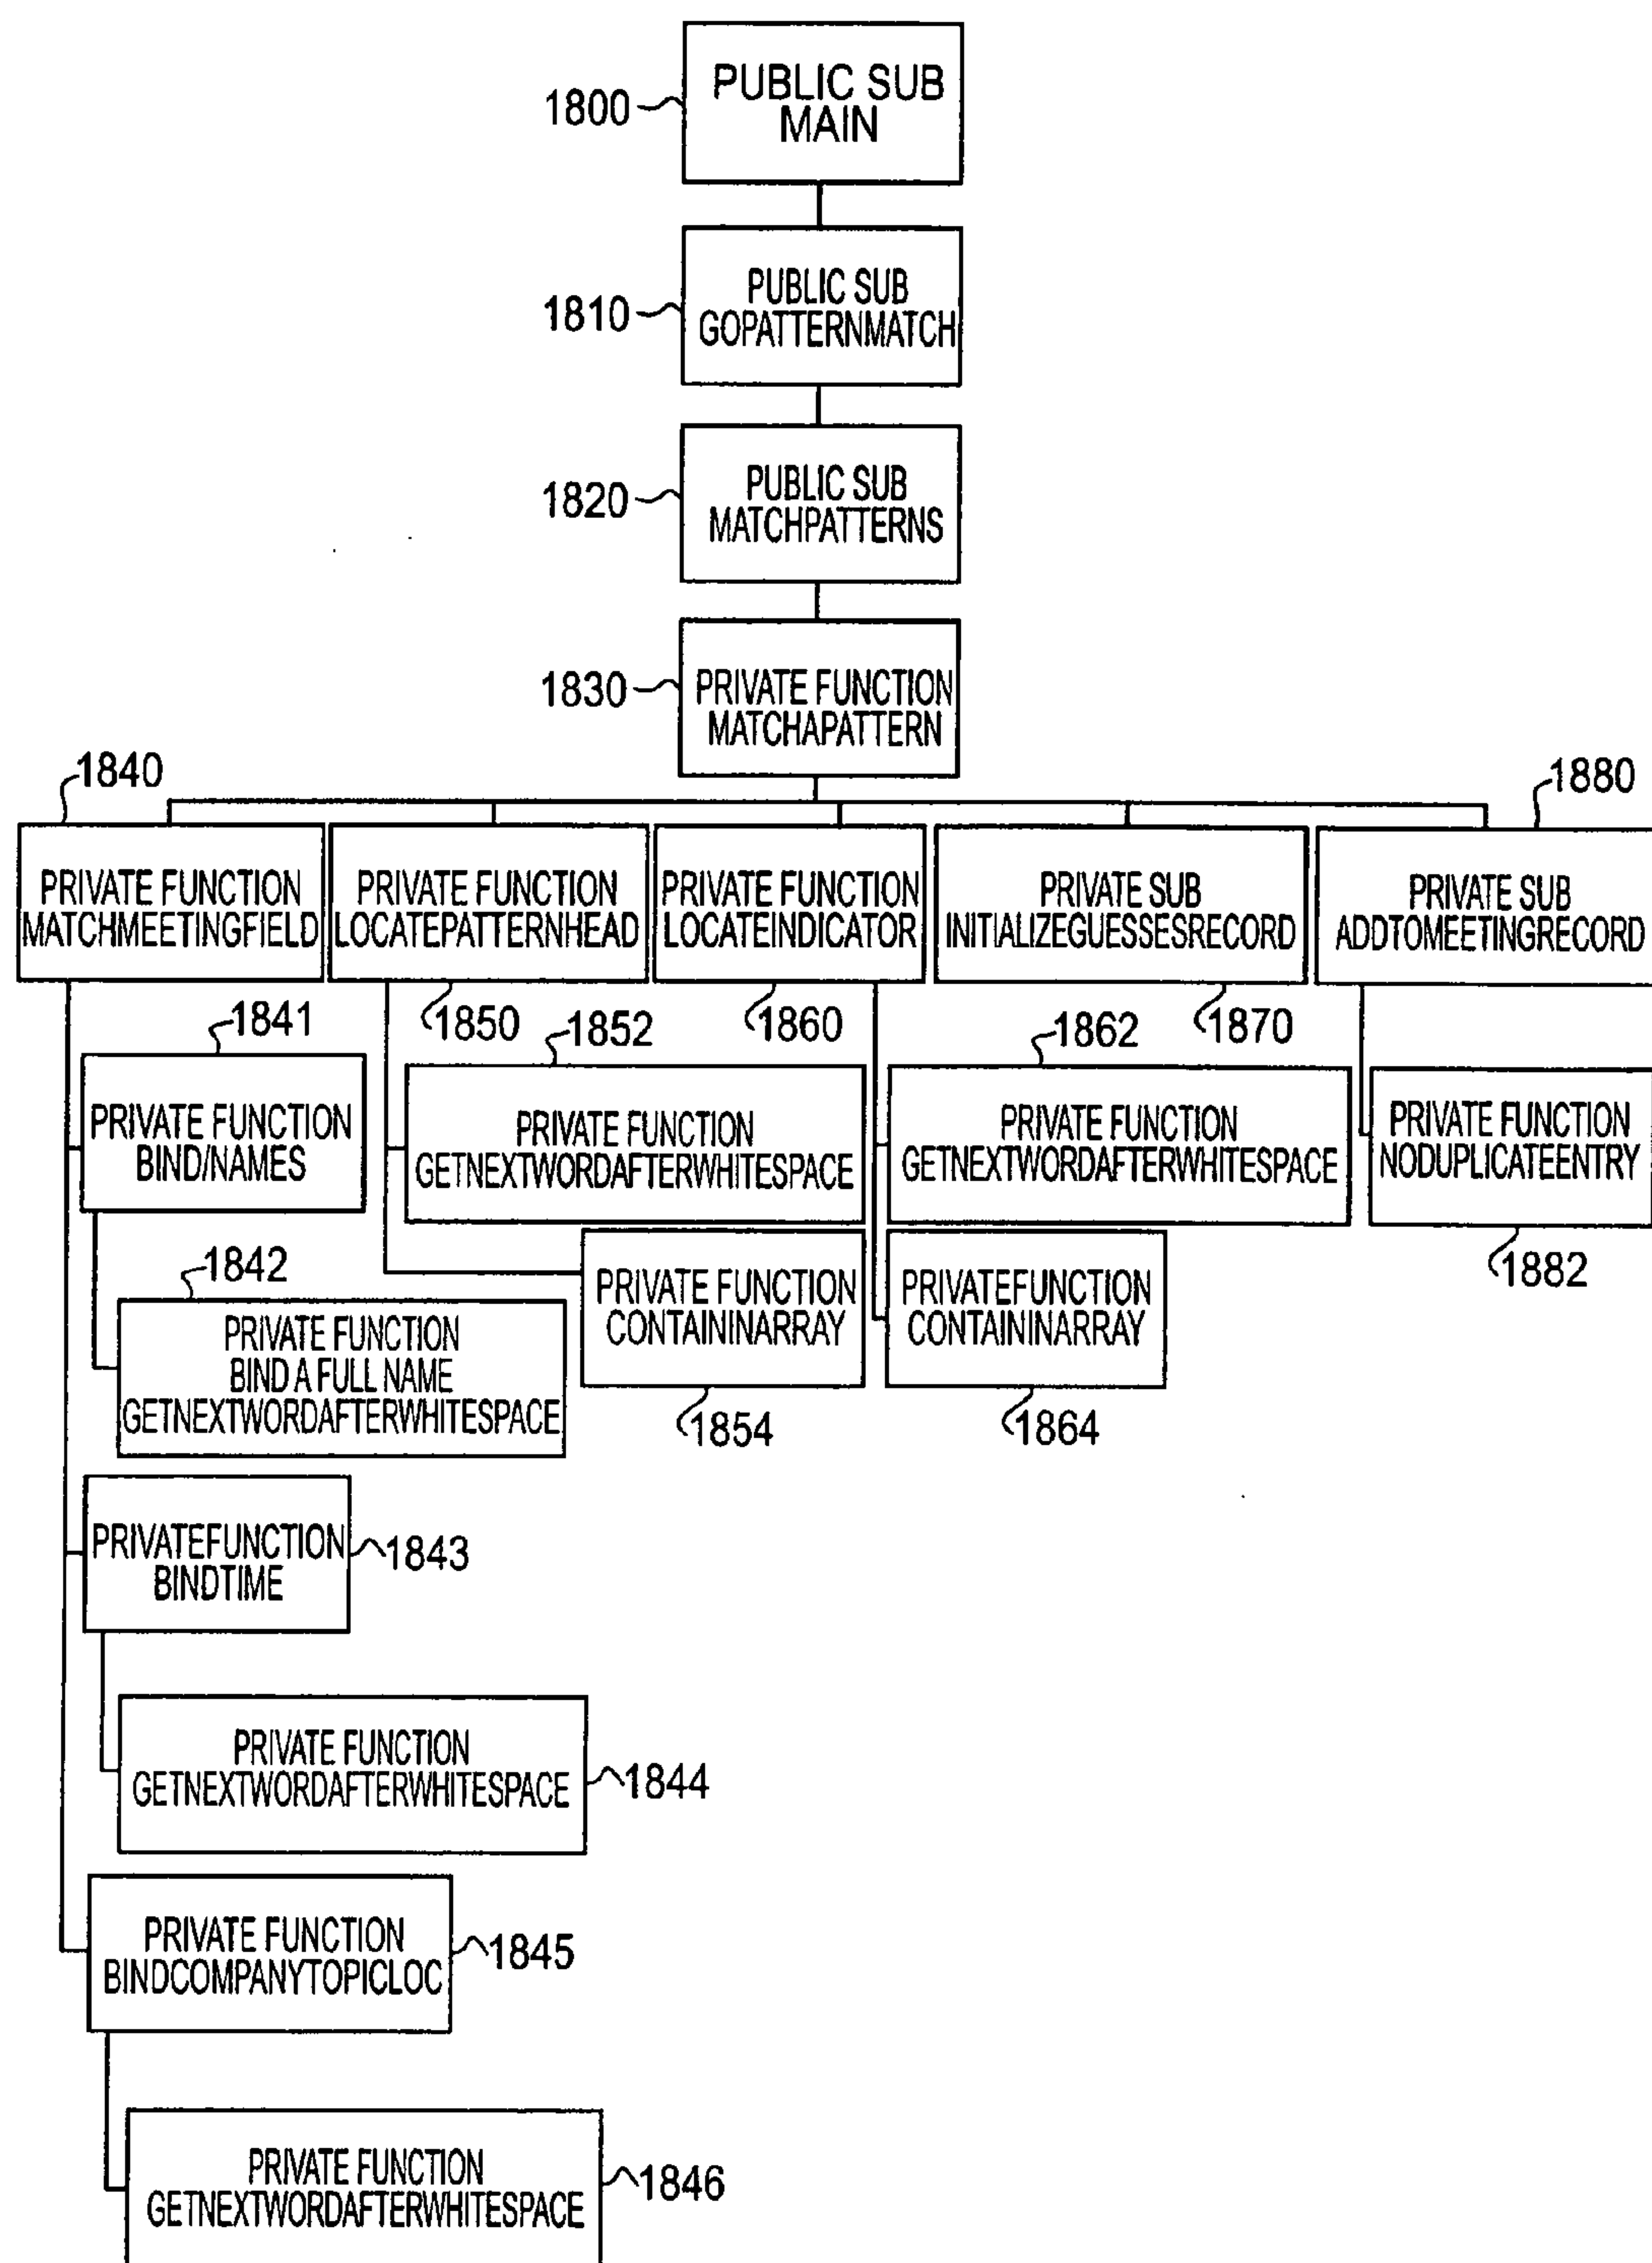 PUBLIC SUB
MAIN
1800
PUBLIC SUB
GOPATTERNMATCH
1810
PUBLIC SUB
MATCHPATTERNS
1820
PRIVATE FUNCTION
MATCHAPATTERN
1830
1840
1880
PRIVATE FUNCTION
MATCHMEETINGFIELD
PRIVATE FUNCTION
LOCATEPATTERNHEAD
PRIVATE FUNCTION
LOCATEINDICATOR
PRIVATE SUB
INITIALIZEGUESSESRECORD
PRIVATE SUB
ADDTOMEETINGRECORD
1841
1850
1852
1860
1862
1870
PRIVATE FUNCTION
BIND/NAMES
PRIVATE FUNCTION
GETNEXTWORDAFTERWHITESPACE
PRIVATE FUNCTION
GETNEXTWORDAFTERWHITESPACE
PRIVATE FUNCTION
NODUPLICATEENTRY
1842
1882
PRIVATE FUNCTION
BIND A FULL NAME
GETNEXTWORDAFTERWHITESPACE
PRIVATE FUNCTION
CONTAININARRAY
PRIVATEFUNCTION
CONTAININARRAY
1854
1864
PRIVATEFUNCTION
BINDTIME
1843
PRIVATE FUNCTION
GETNEXTWORDAFTERWHITESPACE
1844
PRIVATE FUNCTION
BINDCOMPANYTOPICLOC
1845
PRIVATE FUNCTION
GETNEXTWORDAFTERWHITESPACE
1846